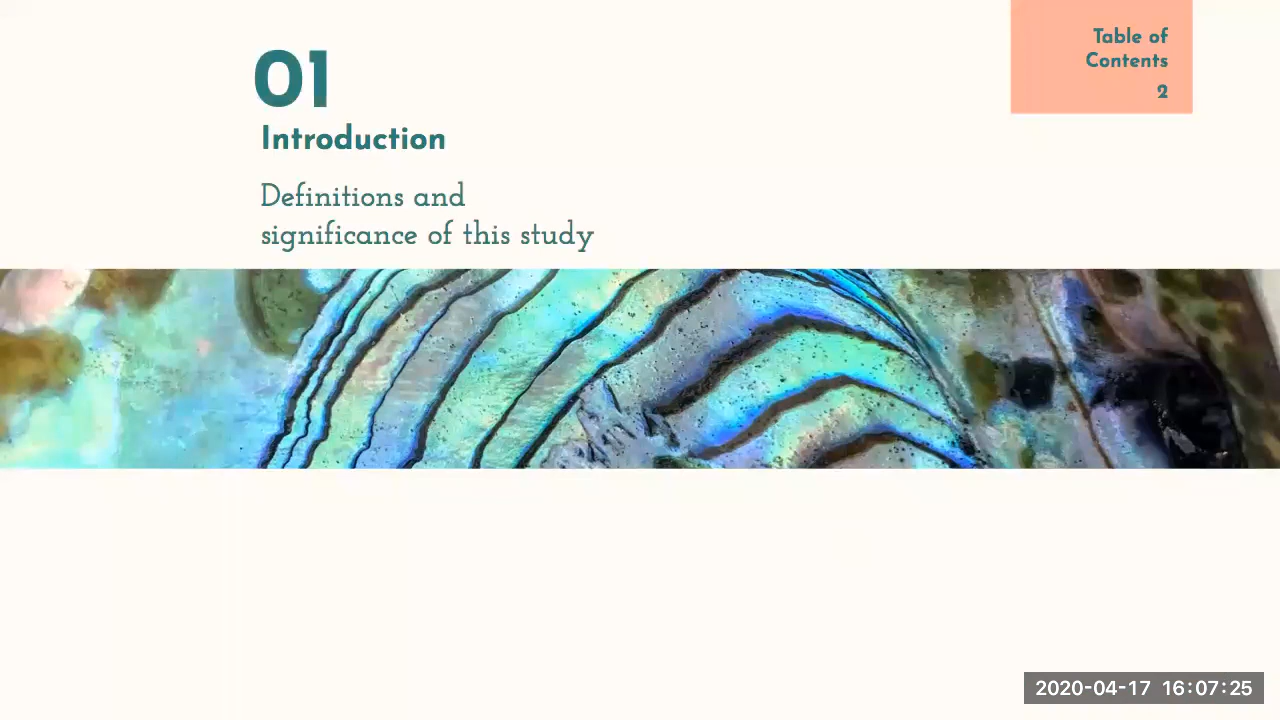 01
Introduction
Definitions and
significance of this study
Table of
Contents
2
2020-04-17 16:07:25